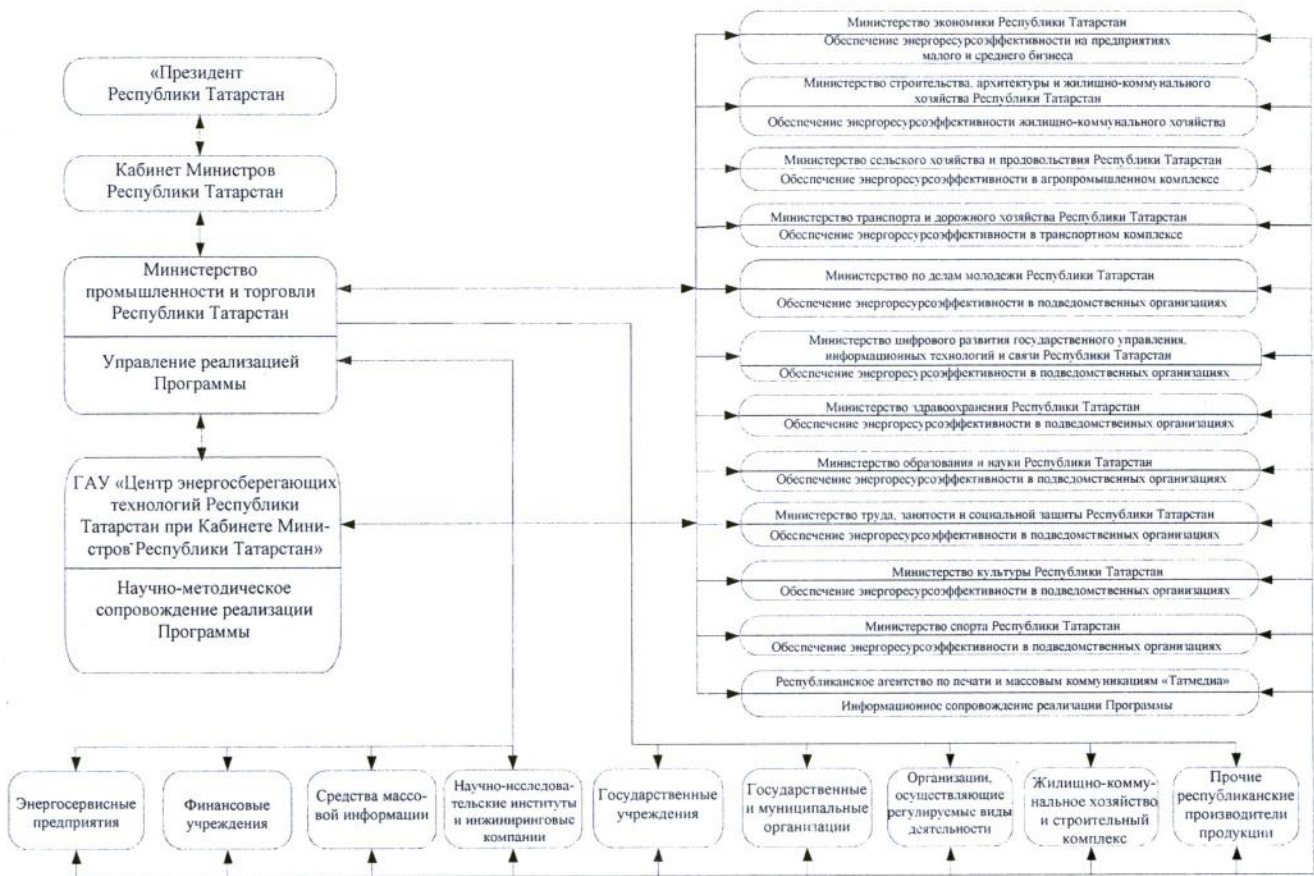 «Президент
Республики Татарстан
Кабинет Министров
Республики Татарстан
Министерство
промышленности и торговли
Республики Татарстан
Управление реализацией
Программы
ГАУ «Центр энергосберегающих
технологий Республики
Татарстан при Кабинете Мини-
стров Республики Татарстан»
Научно-методическое
сопровождение реализации
Программы
Министерство экономики Республики Татарстан
Обеспечение энергоресурсоэффективности на предприятиях
малого и среднего бизнеса
Министерство строительства, архитектуры и жилищно-коммунального
хозяйства Республики Татарстан
Обеспечение энергоресурсоэффективности жилищно-коммунального хозяйства
Министерство сельского хозяйства и продовольствия Республики Татарстан
Обеспечение энергоресурсоэффективности в агропромышленном комплексе
Министерство транспорта и дорожного хозяйства Республики Татарстан
Обеспечение энергоресурсоэффективности в транспортном комплексе
Министерство по делам молодежи Республики Татарстан
Обеспечение энергоресурсоэффективности в подведомственных организациях
Министерство цифрового развития государственного управления,
информационных технологий и связи Республики Татарстан
Обеспечение энергоресурсоэффективности в подведомственных организациях
Министерство здравоохранения Республики Татарстан
Обеспечение энергоресурсоэффективности в подведомственных организациях
Министерство образования и науки Республики Татарстан
Обеспечение энергоресурсоэффективности в подведомственных организациях
Министерство труда, занятости и социальной защиты Республики Татарстан
Обеспечение энергоресурсоэффективности в подведомственных организациях
Министерство культуры Республики Татарстан
Обеспечение энергоресурсоэффективности в подведомственных организациях
Министерство спорта Республики Татарстан
Обеспечение энергоресурсоэффективности в подведомственных организациях
Республиканское агентство по печати и массовым коммуникациям «Татмедиа»
Информационное сопровождение реализации Программы
Энергосервисные
предприятия
Финансовые
учреждения
Средства массо-
вой информации
Научно-исследова-
тельские институты
и инжиниринговые
компании
Государственные
учреждения
Государственные
и муниципальные
организации
Организации,
осуществляющие
регулируемые виды
деятельности
Жилищно-комму-
нальное хозяйство
и строительный
комплекс
Прочие
республиканские
производители
продукции